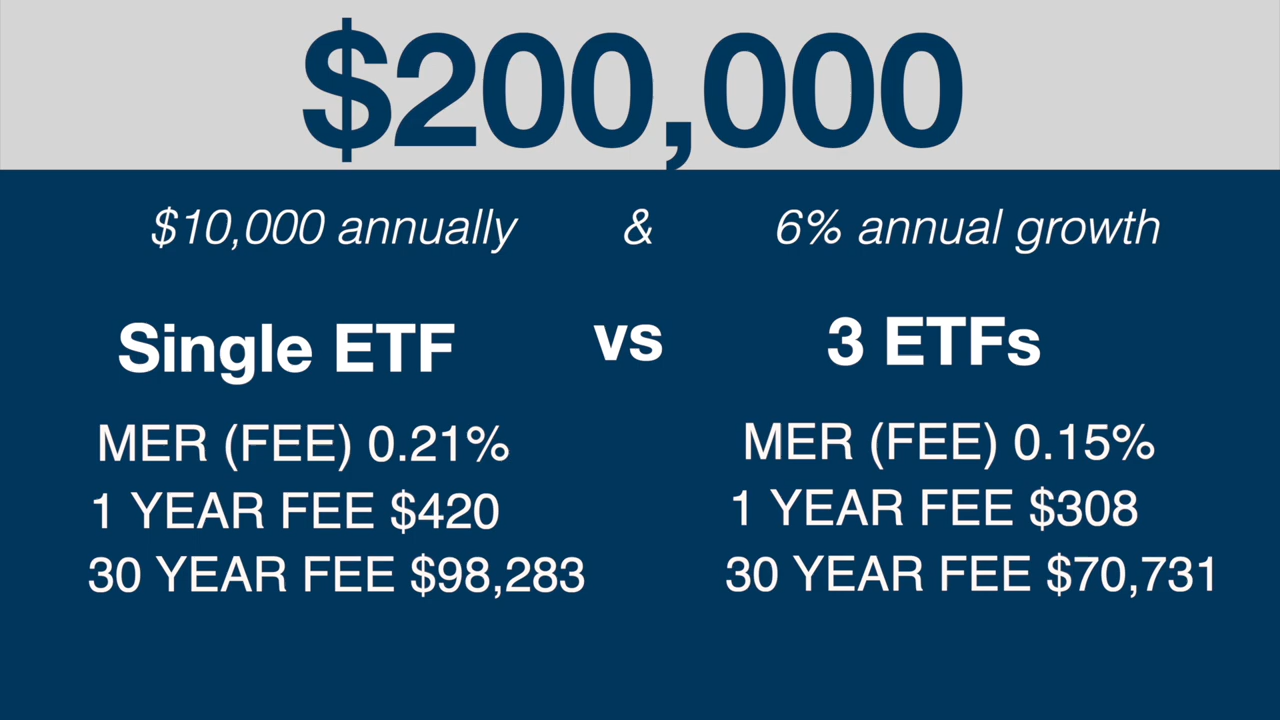 $200,000
$10,000 annually & 6% annual growth
Single ETF vs 3 ETFs
MER (FEE) 0.21%
1 YEAR FEE $420
30 YEAR FEE $98,283
MER (FEE) 0.15%
1 YEAR FEE $308
30 YEAR FEE $70,731